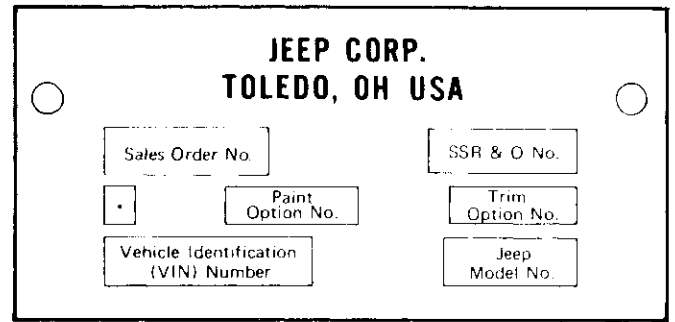 JEEP CORP.
TOLEDO, OH USA
Sales Order No.
SSR & O No.
•
Paint
Option No.
Trim
Option No.
Vehicle Identification
(VIN) Number
Jeep
Model No.